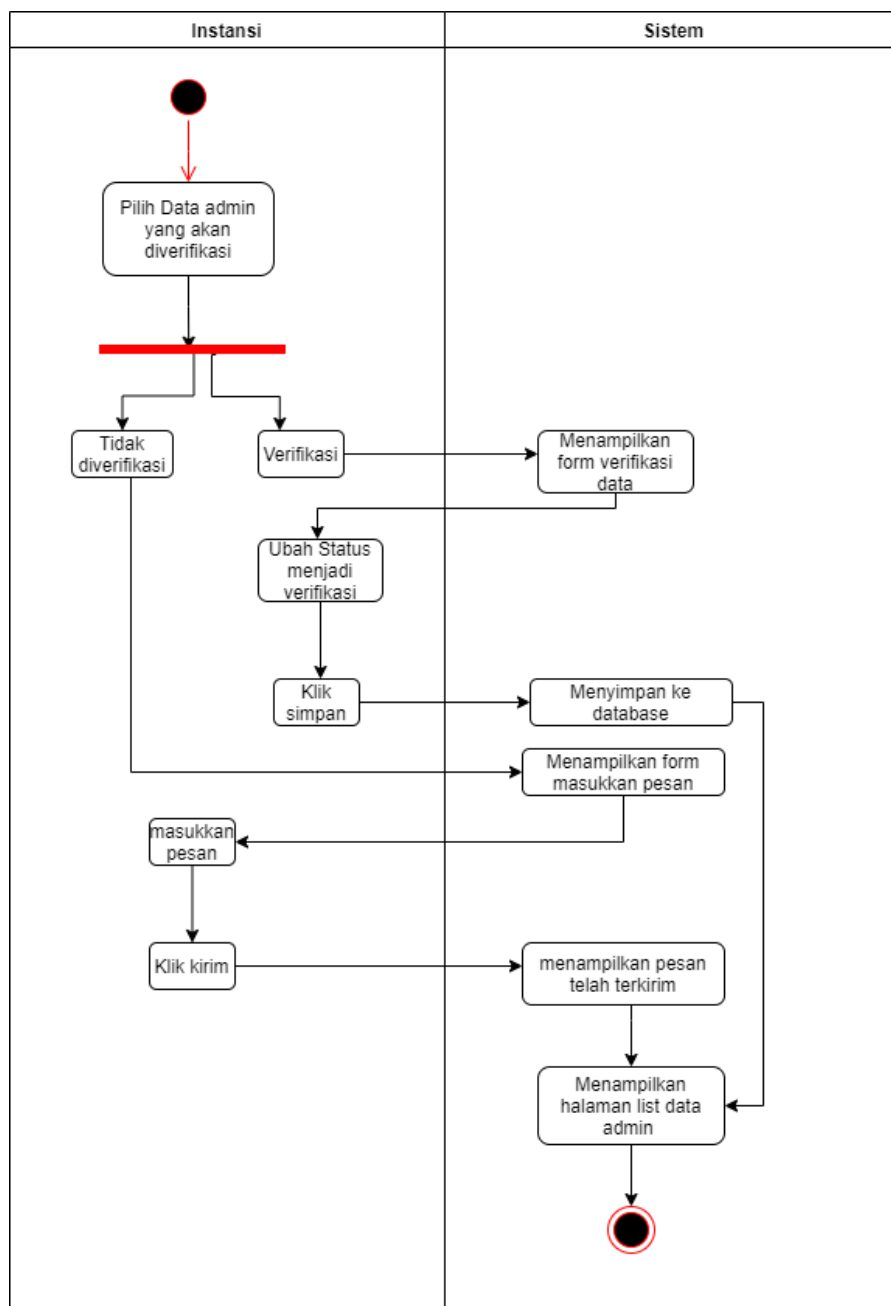 Instansi
Sistem
Pilih Data admin
yang akan
diverifikasi
Tidak
diverifikasi
Verifikasi
Menampilkan
form verifikasi
data
Ubah Status
menjadi
verifikasi
Klik
simpan
Menyimpan ke
database
Menampilkan form
masukkan pesan
masukkan
pesan
Klik kirim
menampilkan pesan
telah terkirim
Menampilkan
halaman list data
admin